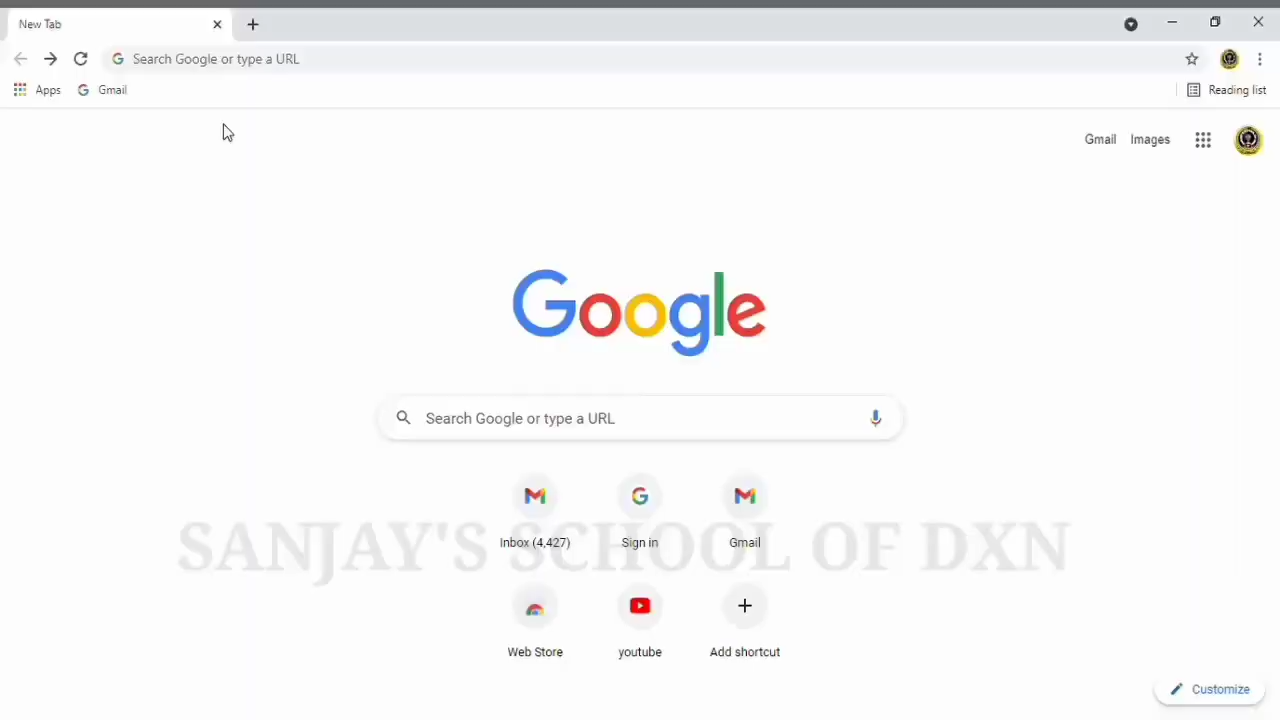 New Tab
Search Google or type a URL
Apps Gmail
Reading list
Gmail Images
Google
Search Google or type a URL
Inbox (4,427) Sign in Gmail
SANJAY'S SCHOOL OF DXN
Web Store youtube Add shortcut
Customize